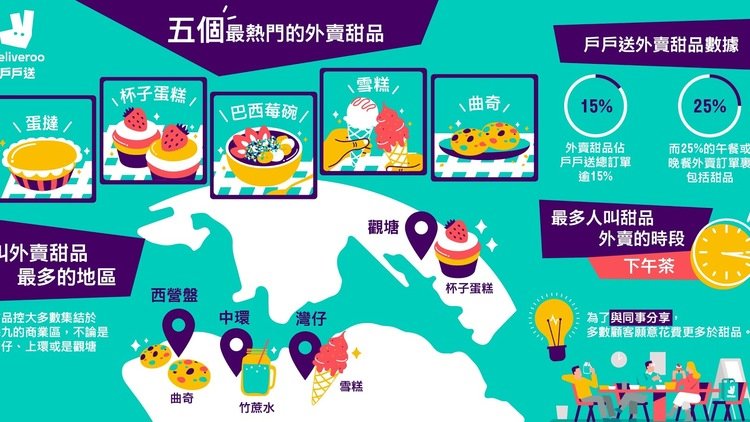 五個最熱門的外賣甜品
deliveroo
戶戶送
蛋撻
杯子蛋糕
巴西莓碗
雪糕
曲奇
戶戶送外賣甜品數據
15%
外賣甜品佔
戶戶送總訂單
逾15%
25%
而25%的午餐或
晚餐外賣訂單裏
包括甜品
叫外賣甜品
最多的地區
品控大多數集結於
九的商業區，不論是
仔、上環或是觀塘
觀塘
杯子蛋糕
西營盤
曲奇
中環
竹蔗水
灣仔
雪糕
最多人叫甜品
外賣的時段
下午茶
為了與同事分享，
多數顧客願意花費更多於甜品。